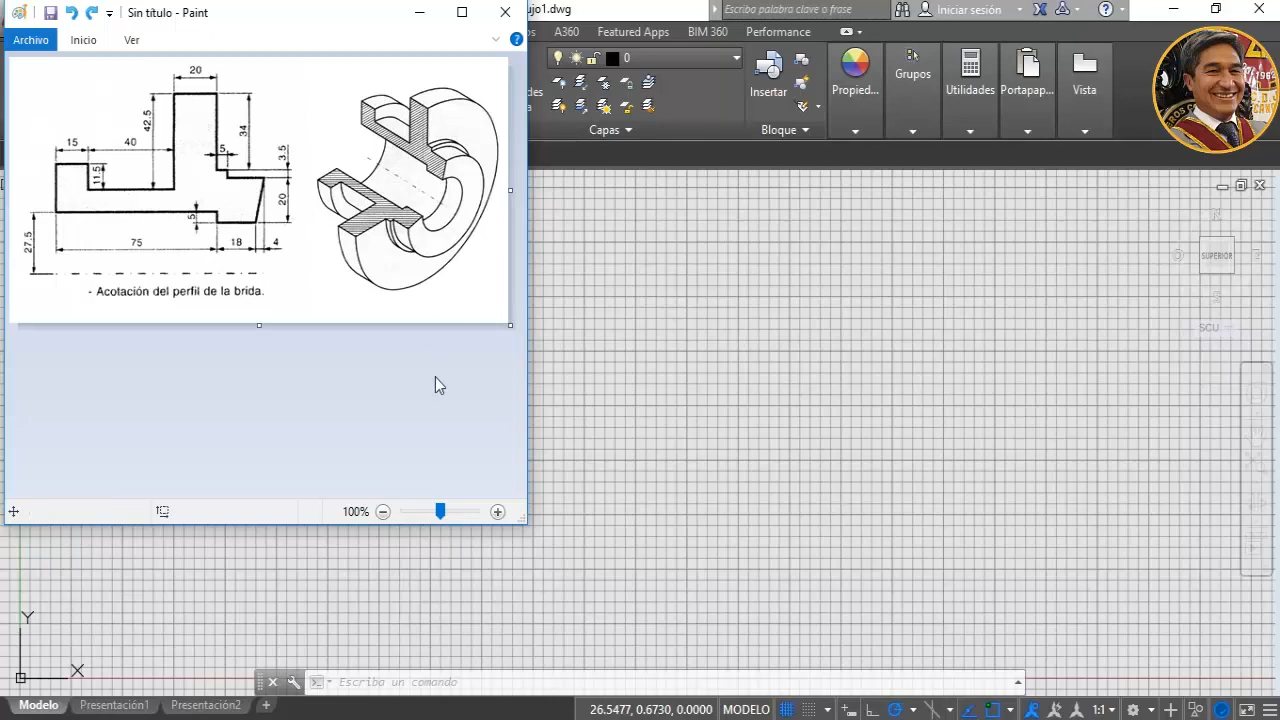 Sin título - Paint
ujo1.dwg
Escriba palabra clave o frase
Iniciar sesión
Archivo
Inicio
Ver
A360
Featured Apps
BIM 360
Performance
0
Insertar
Propied...
Grupos
Utilidades
Portapap...
Vista
Capas
Bloque
20
42.5
34
15
40
5
3.5
11.5
20
5
27.5
75
18
4
- Acotación del perfil de la brida.
SUPERIOR
SCU
100%
Y
X
Escriba un comando
Modelo
Presentación1
Presentación2
26.5477, 0.6730, 0.0000
MODELO
1:1